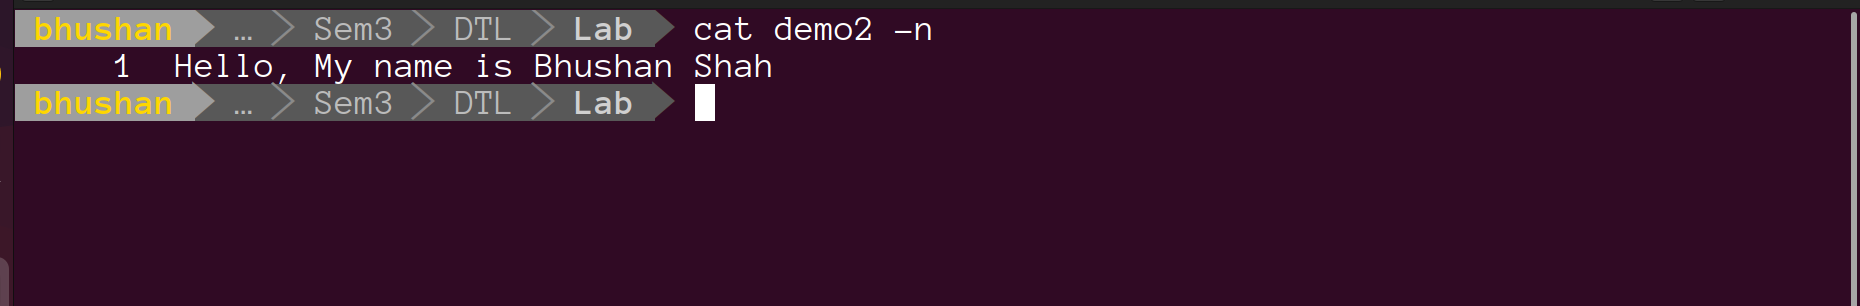 bhushan … Sem3 DTL Lab cat demo2 -n
1 Hello, My name is Bhushan Shah
bhushan … Sem3 DTL Lab